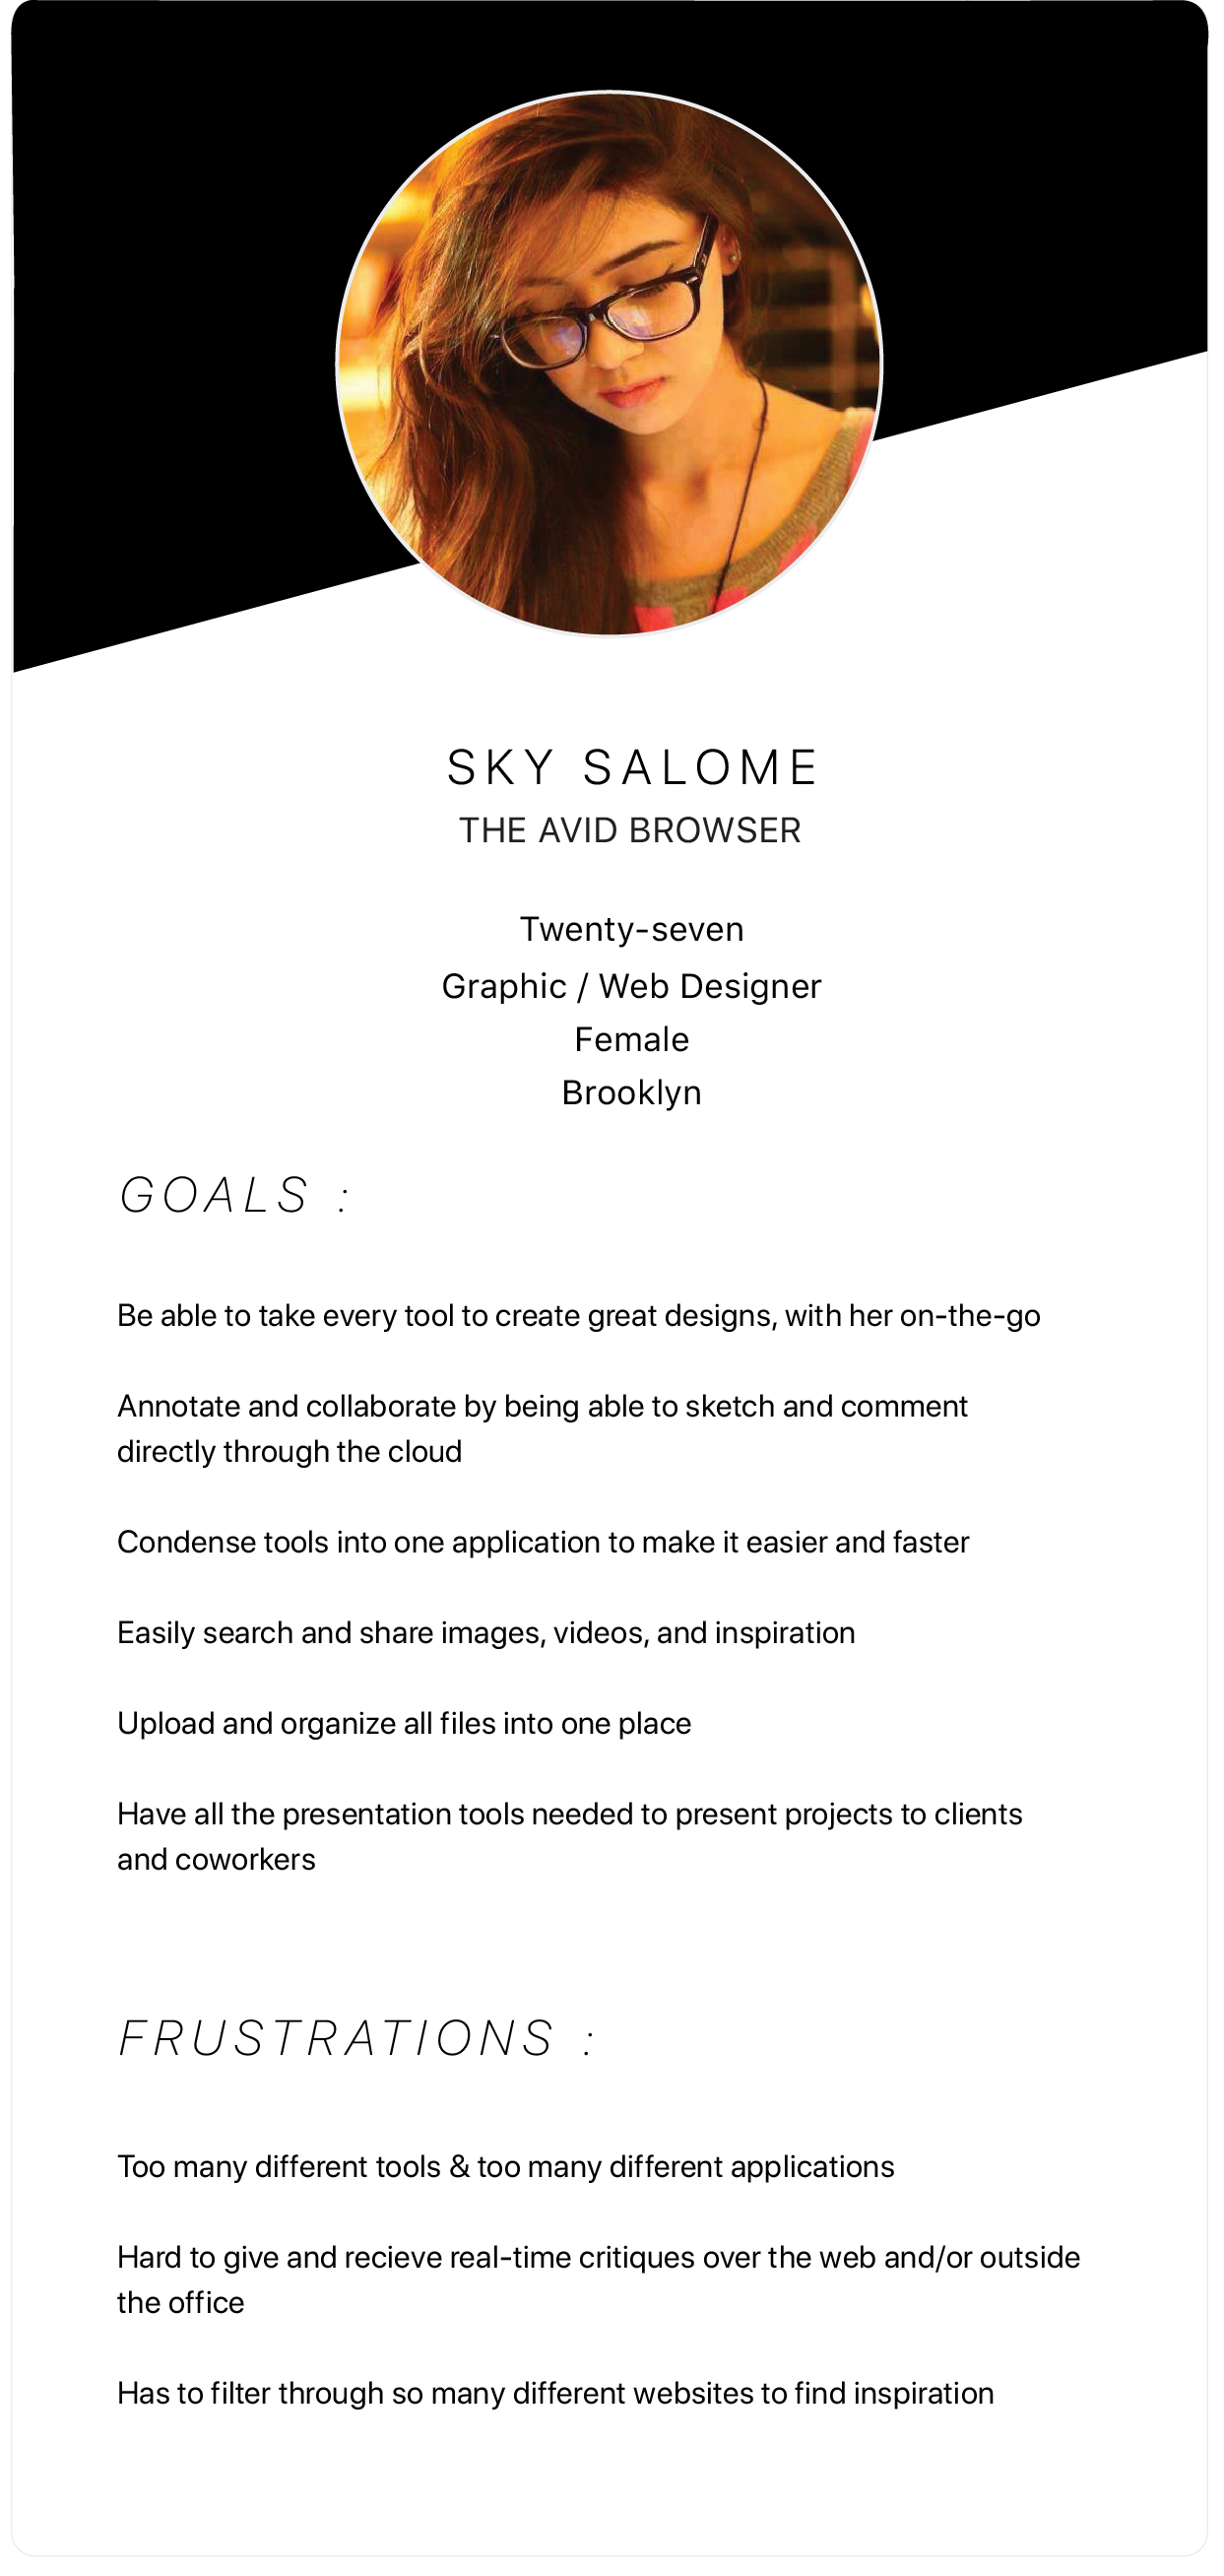 SKY SALOME
THE AVID BROWSER
Twenty-seven
Graphic / Web Designer
Female
Brooklyn
GOALS :
Be able to take every tool to create great designs, with her on-the-go
Annotate and collaborate by being able to sketch and comment
directly through the cloud
Condense tools into one application to make it easier and faster
Easily search and share images, videos, and inspiration
Upload and organize all files into one place
Have all the presentation tools needed to present projects to clients
and coworkers
FRUSTRATIONS :
Too many different tools & too many different applications
Hard to give and recieve real-time critiques over the web and/or outside
the office
Has to filter through so many different websites to find inspiration